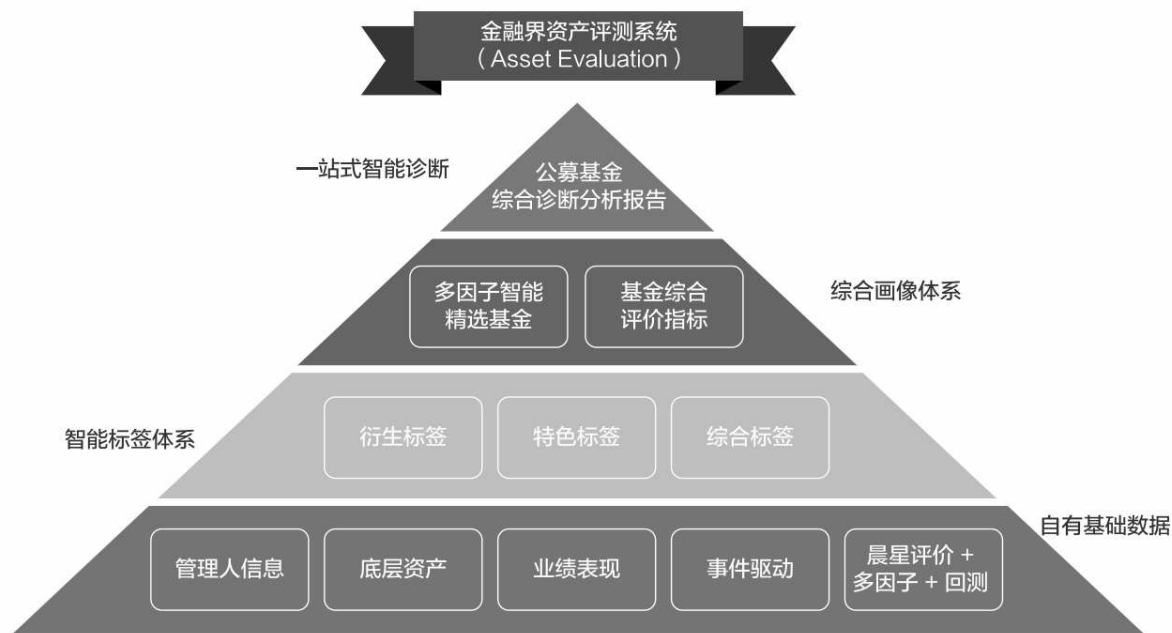 金融界资产评测系统
（Asset Evaluation）
一站式智能诊断
公募基金
综合诊断分析报告
多因子智能
精选基金
基金综合
评价指标
综合画像体系
智能标签体系
衍生标签
特色标签
综合标签
自有基础数据
管理人信息
底层资产
业绩表现
事件驱动
晨星评价 +
多因子 + 回测